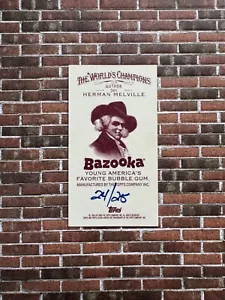 THE WORLD'S CHAMPIONS
AUTHOR
HERMAN MELVILLE
Bazooka
YOUNG AMERICA'S
FAVORITE BUBBLE GUM
MANUFACTURED BY THE TOPPS COMPANY, INC.
24/25
Topps